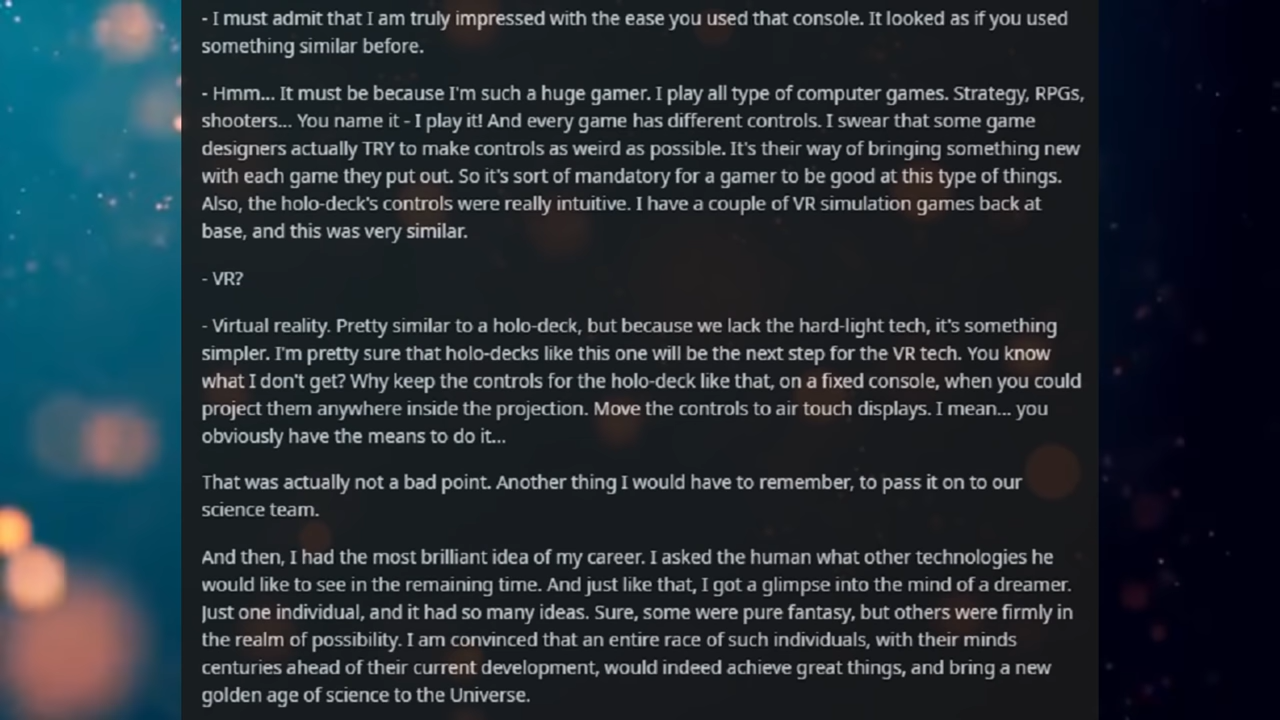 - I must admit that I am truly impressed with the ease you used that console. It looked as if you used
something similar before.
- Hmm... It must be because I'm such a huge gamer. I play all type of computer games. Strategy, RPGs,
shooters... You name it - I play it! And every game has different controls. I swear that some game
designers actually TRY to make controls as weird as possible. It's their way of bringing something new
with each game they put out. So it's sort of mandatory for a gamer to be good at this type of things.
Also, the holo-deck's controls were really intuitive. I have a couple of VR simulation games back at
base, and this was very similar.
- VR?
- Virtual reality. Pretty similar to a holo-deck, but because we lack the hard-light tech, it's something
simpler. I'm pretty sure that holo-decks like this one will be the next step for the VR tech. You know
what I don't get? Why keep the controls for the holo-deck like that, on a fixed console, when you could
project them anywhere inside the projection. Move the controls to air touch displays. I mean... you
obviously have the means to do it...
That was actually not a bad point. Another thing I would have to remember, to pass it on to our
science team.
And then, I had the most brilliant idea of my career. I asked the human what other technologies he
would like to see in the remaining time. And just like that, I got a glimpse into the mind of a dreamer.
Just one individual, and it had so many ideas. Sure, some were pure fantasy, but others were firmly in
the realm of possibility. I am convinced that an entire race of such individuals, with their minds
centuries ahead of their current development, would indeed achieve great things, and bring a new
golden age of science to the Universe.